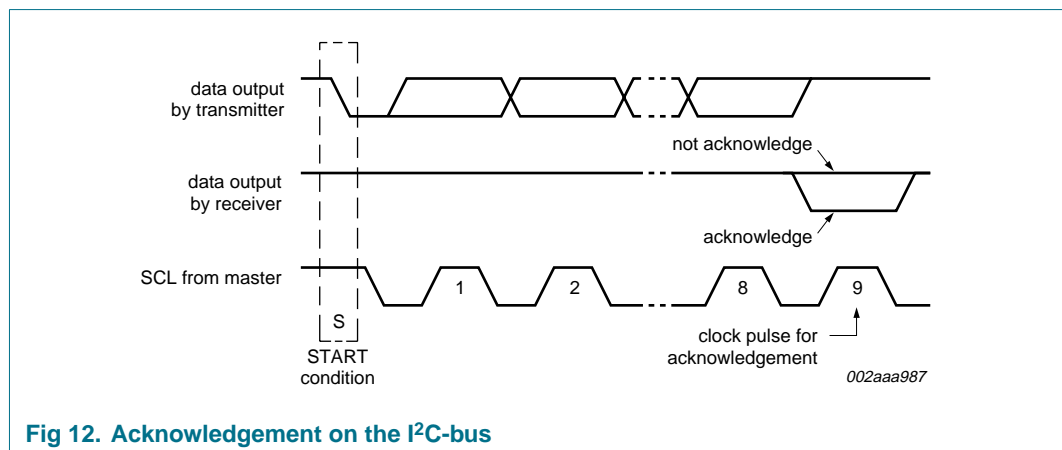 data output
by transmitter
not acknowledge
data output
by receiver
acknowledge
SCL from master
1
2
8
9
S
START
condition
clock pulse for
acknowledgement
002aaa987
Fig 12. Acknowledgement on the I²C-bus